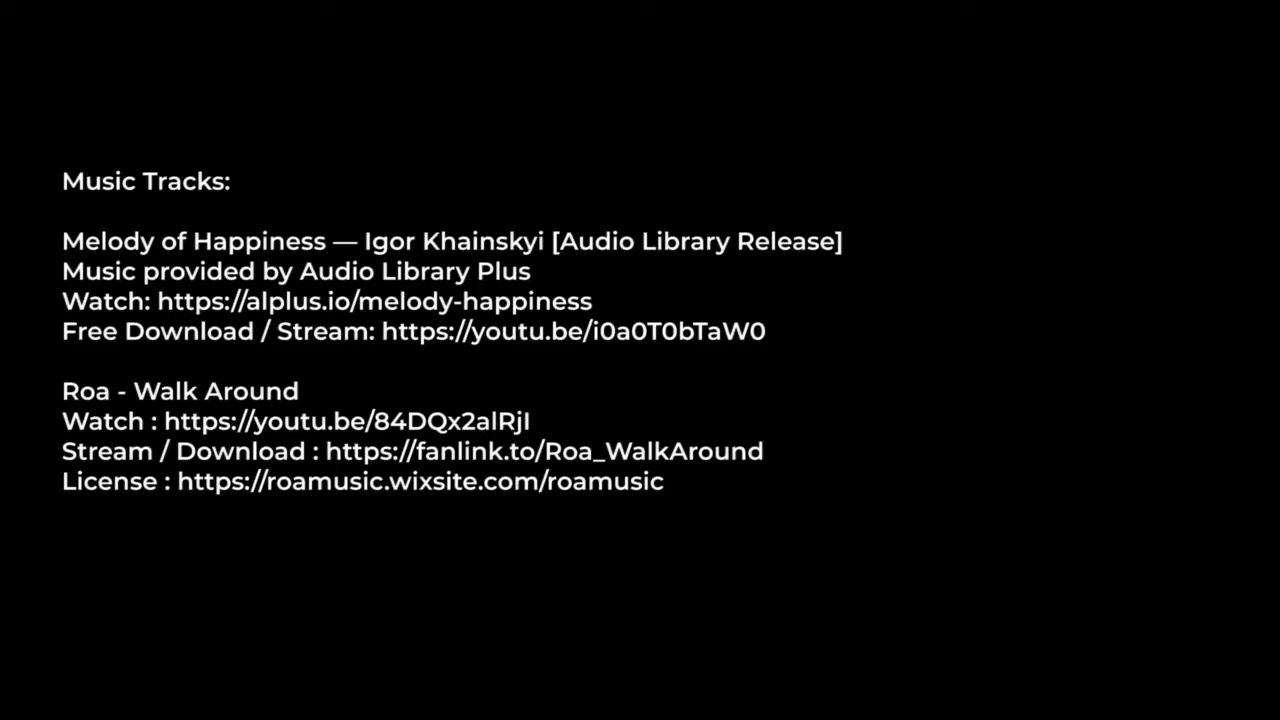 Music Tracks:
Melody of Happiness — Igor Khainskyi [Audio Library Release]
Music provided by Audio Library Plus
Watch: https://alplus.io/melody-happiness
Free Download / Stream: https://youtu.be/i0a0T0bTaW0
Roa - Walk Around
Watch : https://youtu.be/84DQx2alRjI
Stream / Download : https://fanlink.to/Roa_WalkAround
License : https://roamusic.wixsite.com/roamusic